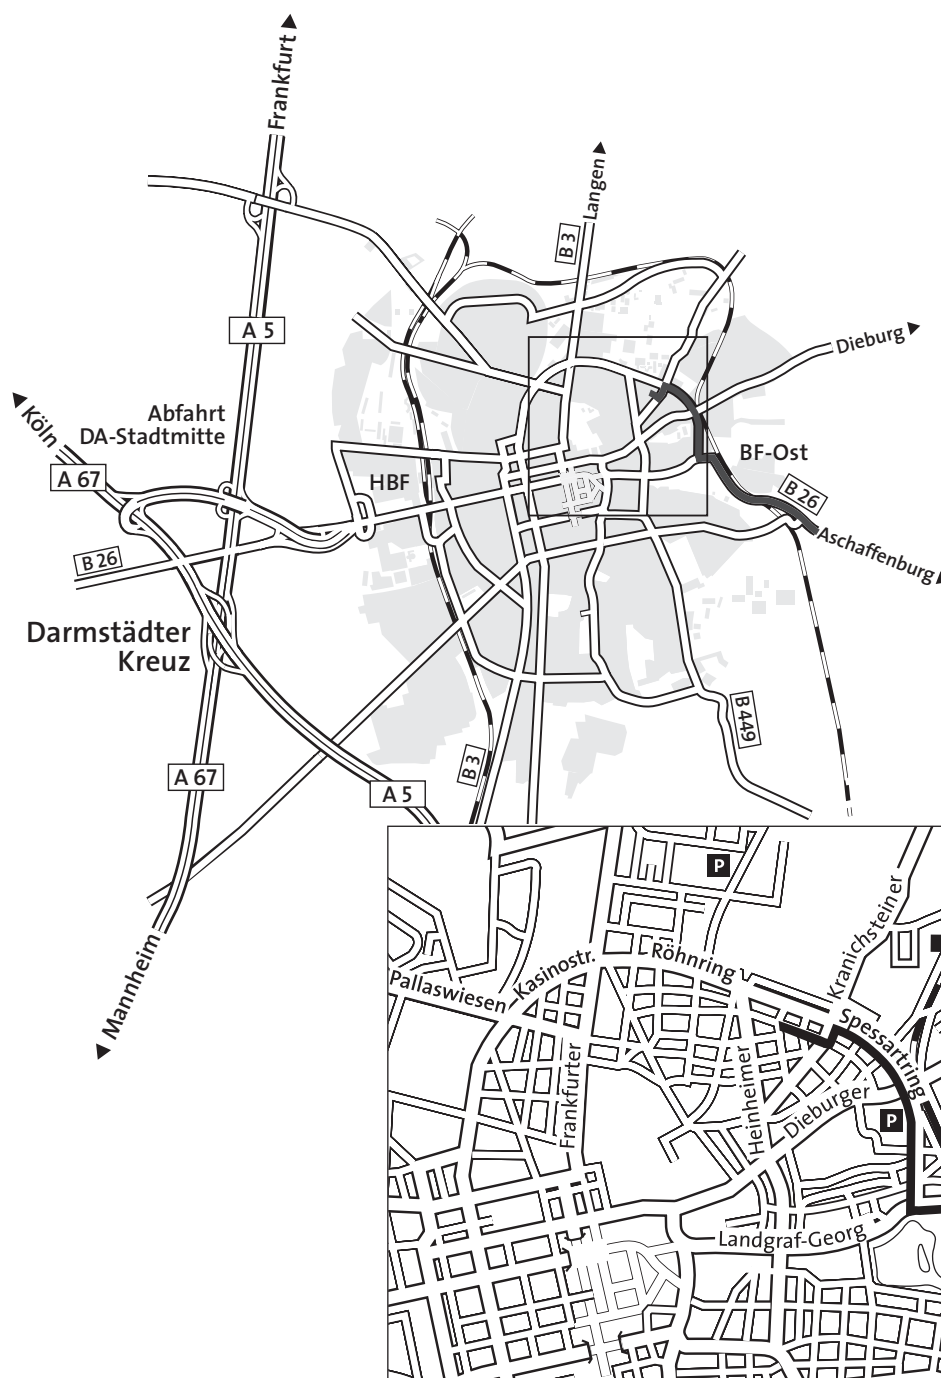 Frankfurt
Langen
B 3
A 5
Dieburg
Köln
Abfahrt
DA-Stadtmitte
A 67
HBF
BF-Ost
B 26
B 26
Aschaffenburg
Darmstädter
Kreuz
B 449
B 3
A 67
A 5
Mannheim
P
Kranichsteiner
Röhnring
Kasinostr.
Pallaswiesen
Spessartring
Frankfurter
Heinheimer
Dieburger
P
Landgraf-Georg